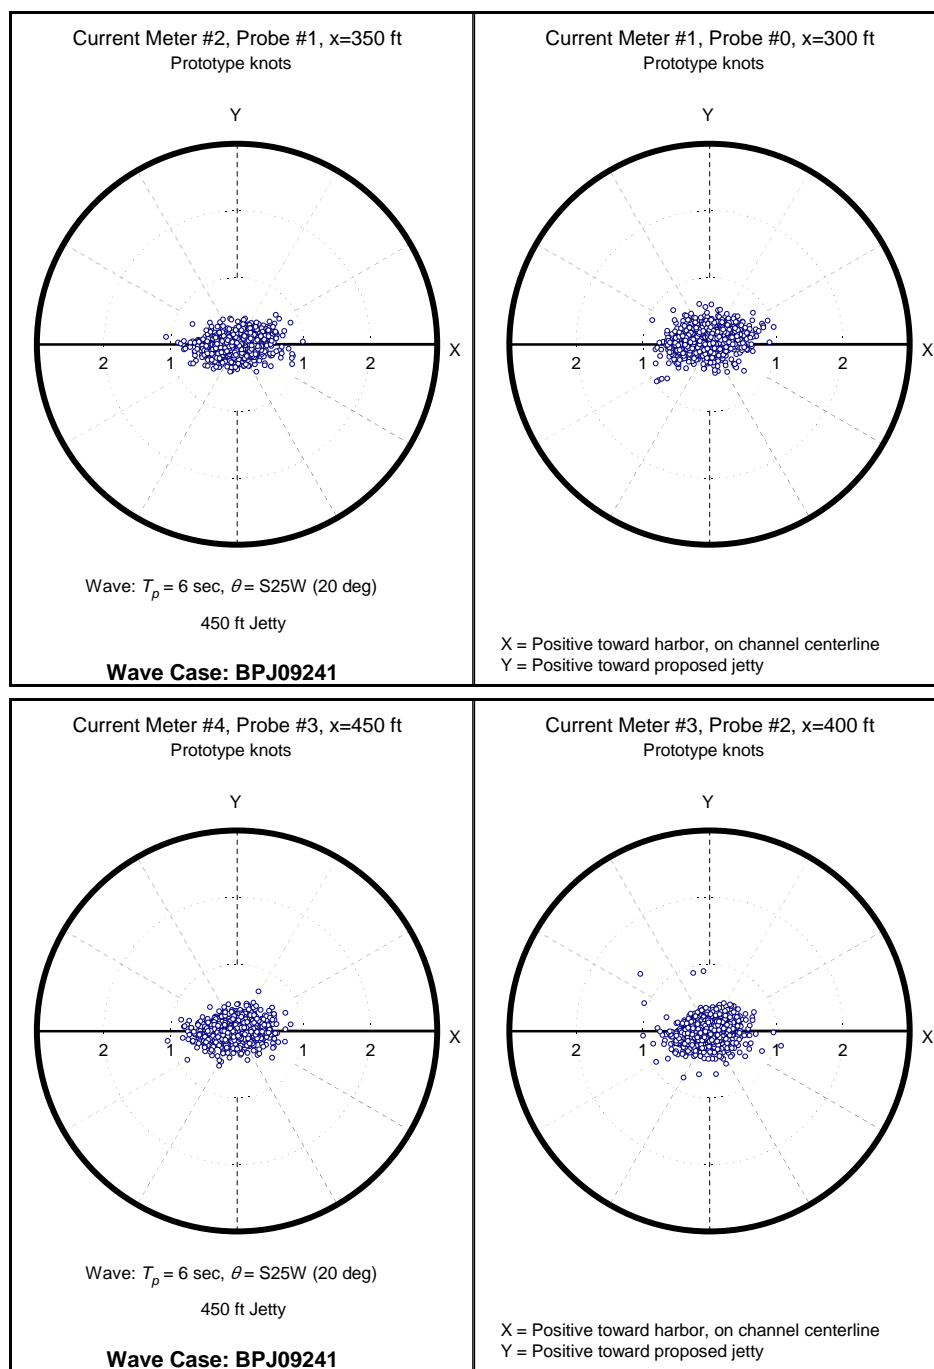 Current Meter #2, Probe #1, x=350 ft
Prototype knots
Y
X
2
1
1
2
Wave: Tp = 6 sec, θ = S25W (20 deg)
450 ft Jetty
Wave Case: BPJ09241
Current Meter #1, Probe #0, x=300 ft
Prototype knots
Y
X
2
1
1
2
X = Positive toward harbor, on channel centerline
Y = Positive toward proposed jetty
Current Meter #4, Probe #3, x=450 ft
Prototype knots
Y
X
2
1
1
2
Wave: Tp = 6 sec, θ = S25W (20 deg)
450 ft Jetty
Wave Case: BPJ09241
Current Meter #3, Probe #2, x=400 ft
Prototype knots
Y
X
2
1
1
2
X = Positive toward harbor, on channel centerline
Y = Positive toward proposed jetty